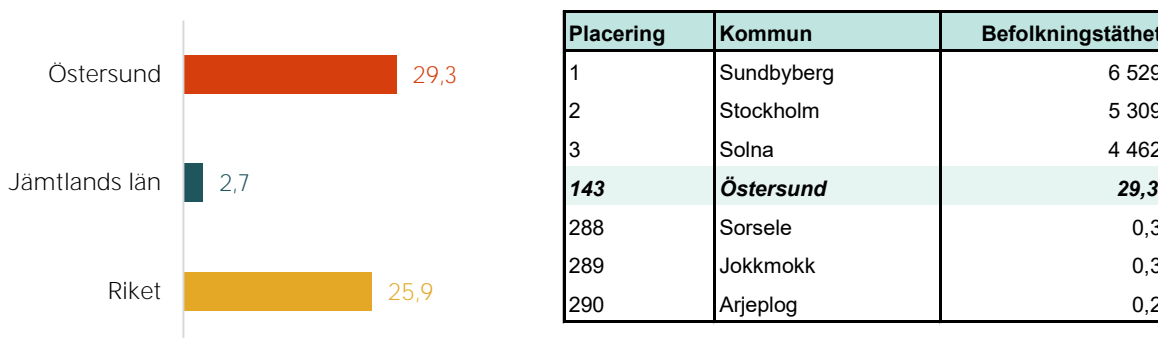 Östersund 29,3
Jämtlands län 2,7
Riket 25,9
Placering Kommun Befolkningstäthet
1 Sundbyberg 6 529
2 Stockholm 5 309
3 Solna 4 462
143 Östersund 29,3
288 Sorsele 0,3
289 Jokkmokk 0,3
290 Arjeplog 0,2